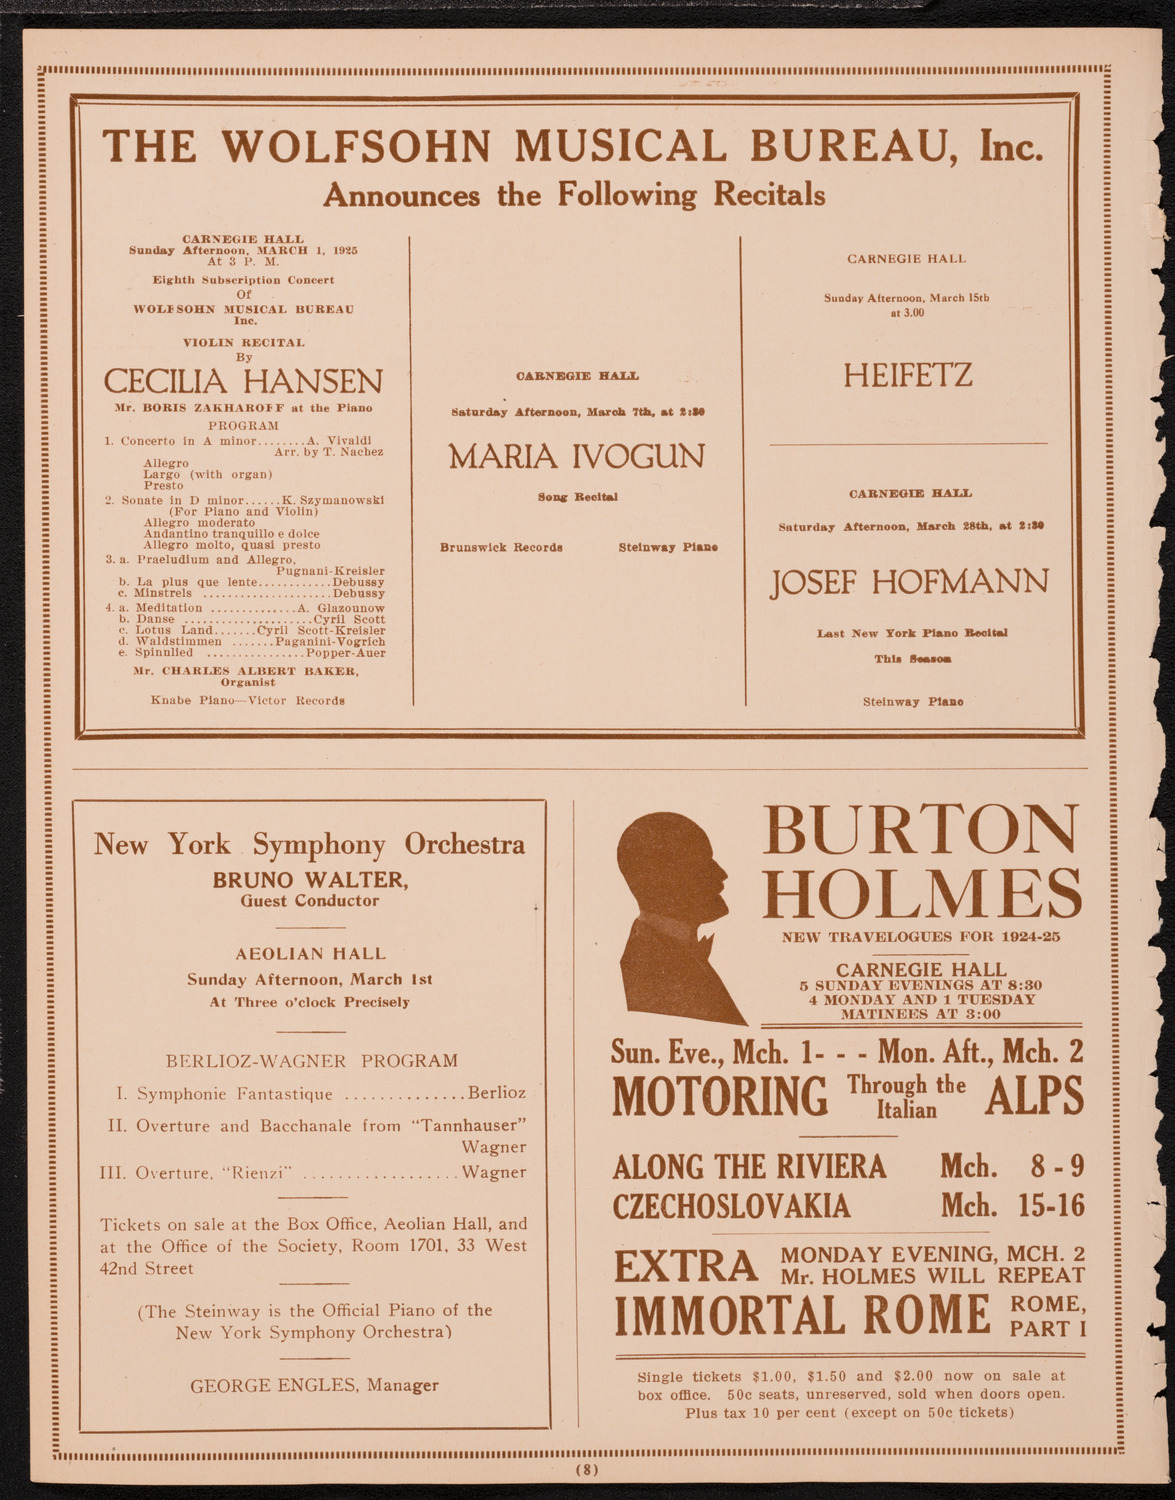 THE WOLFSOHN MUSICAL BUREAU, Inc.
Announces the Following Recitals
CARNEGIE HALL
Sunday Afternoon, MARCH 1, 1925
At 3 P. M.
Eighth Subscription Concert
Of
WOLFSOHN MUSICAL BUREAU
Inc.
VIOLIN RECITAL
By
CECILIA HANSEN
Mr. BORIS ZAKHAROFF at the Piano
PROGRAM
1. Concerto in A minor........A. Vivaldi
Arr. by T. Nachez
Allegro
Largo (with organ)
Presto
2. Sonate in D minor......K. Szymanowski
(For Piano and Violin)
Allegro moderato
Andantino tranquillo e dolce
Allegro molto, quasi presto
3. a. Praeludium and Allegro,
Pugnani-Kreisler
b. La plus que lente............Debussy
c. Minstrels .....................Debussy
4. a. Meditation ..............A. Glazounow
b. Danse .....................Cyril Scott
c. Lotus Land.......Cyril Scott-Kreisler
d. Waldstimmen .......Paganini-Vogrich
e. Spinnlied ................Popper-Auer
Mr. CHARLES ALBERT BAKER,
Organist
Knabe Piano—Victor Records
CARNEGIE HALL
Saturday Afternoon, March 7th, at 2:30
MARIA IVOGUN
Song Recital
Brunswick Records Steinway Piano
CARNEGIE HALL
Sunday Afternoon, March 15th
at 3.00
HEIFETZ
CARNEGIE HALL
Saturday Afternoon, March 28th, at 2:30
JOSEF HOFMANN
Last New York Piano Recital
This Season
Steinway Piano
New York Symphony Orchestra
BRUNO WALTER,
Guest Conductor
AEOLIAN HALL
Sunday Afternoon, March 1st
At Three o'clock Precisely
BERLIOZ-WAGNER PROGRAM
I. Symphonie Fantastique ..............Berlioz
II. Overture and Bacchanale from "Tannhauser"
Wagner
III. Overture, "Rienzi" ..................Wagner
Tickets on sale at the Box Office, Aeolian Hall, and
at the Office of the Society, Room 1701, 33 West
42nd Street
(The Steinway is the Official Piano of the
New York Symphony Orchestra)
GEORGE ENGLES, Manager
BURTON
HOLMES
NEW TRAVELOGUES FOR 1924-25
CARNEGIE HALL
5 SUNDAY EVENINGS AT 8:30
4 MONDAY AND 1 TUESDAY
MATINEES AT 3:00
Sun. Eve., Mch. 1- - - Mon. Aft., Mch. 2
MOTORING Through the Italian ALPS
ALONG THE RIVIERA Mch. 8 - 9
CZECHOSLOVAKIA Mch. 15-16
EXTRA MONDAY EVENING, MCH. 2
Mr. HOLMES WILL REPEAT
IMMORTAL ROME ROME, PART I
Single tickets $1.00, $1.50 and $2.00 now on sale at
box office. 50c seats, unreserved, sold when doors open.
Plus tax 10 per cent (except on 50c tickets)
(8)